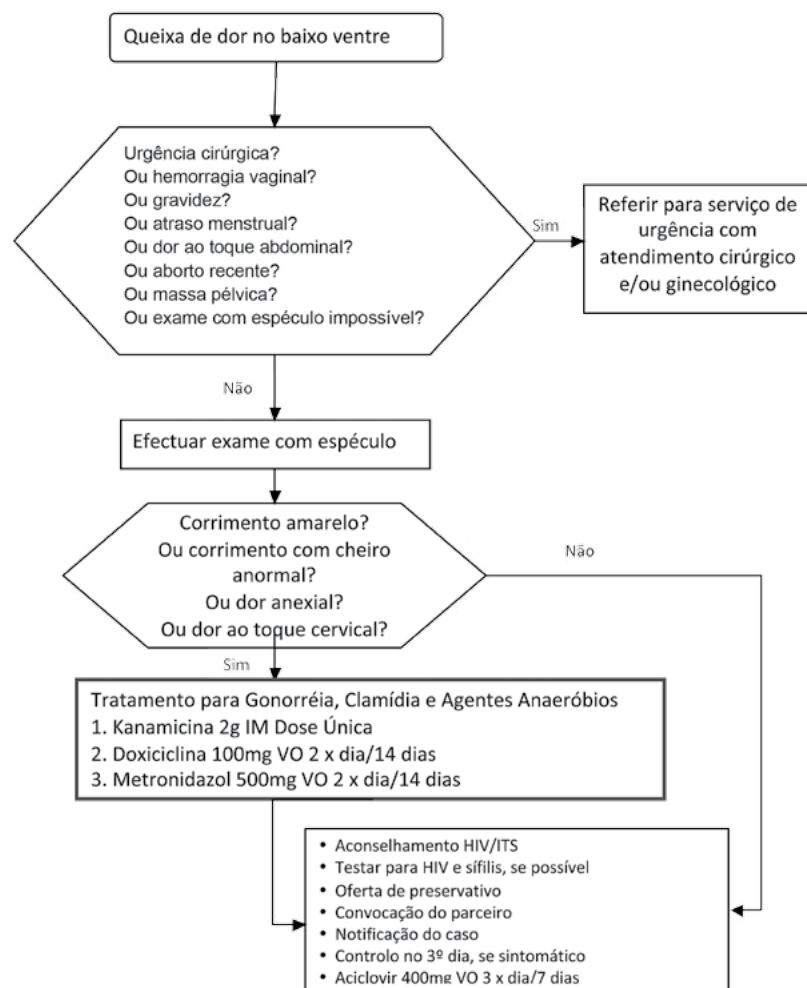 Queixa de dor no baixo ventre
Urgência cirúrgica?
Ou hemorragia vaginal?
Ou gravidez?
Ou atraso menstrual?
Ou dor ao toque abdominal?
Ou aborto recente?
Ou massa pélvica?
Ou exame com espéculo impossível?
Sim
Referir para serviço de
urgência com
atendimento cirúrgico
e/ou ginecológico
Não
Efectuar exame com espéculo
Corrimento amarelo?
Ou corrimento com cheiro
anormal?
Ou dor anexial?
Ou dor ao toque cervical?
Não
Sim
Tratamento para Gonorréia, Clamídia e Agentes Anaeróbios
1. Kanamicina 2g IM Dose Única
2. Doxiciclina 100mg VO 2 x dia/14 dias
3. Metronidazol 500mg VO 2 x dia/14 dias
• Aconselhamento HIV/ITS
• Testar para HIV e sífilis, se possível
• Oferta de preservativo
• Convocação do parceiro
• Notificação do caso
• Controlo no 3º dia, se sintomático
• Aciclovir 400mg VO 3 x dia/7 dias